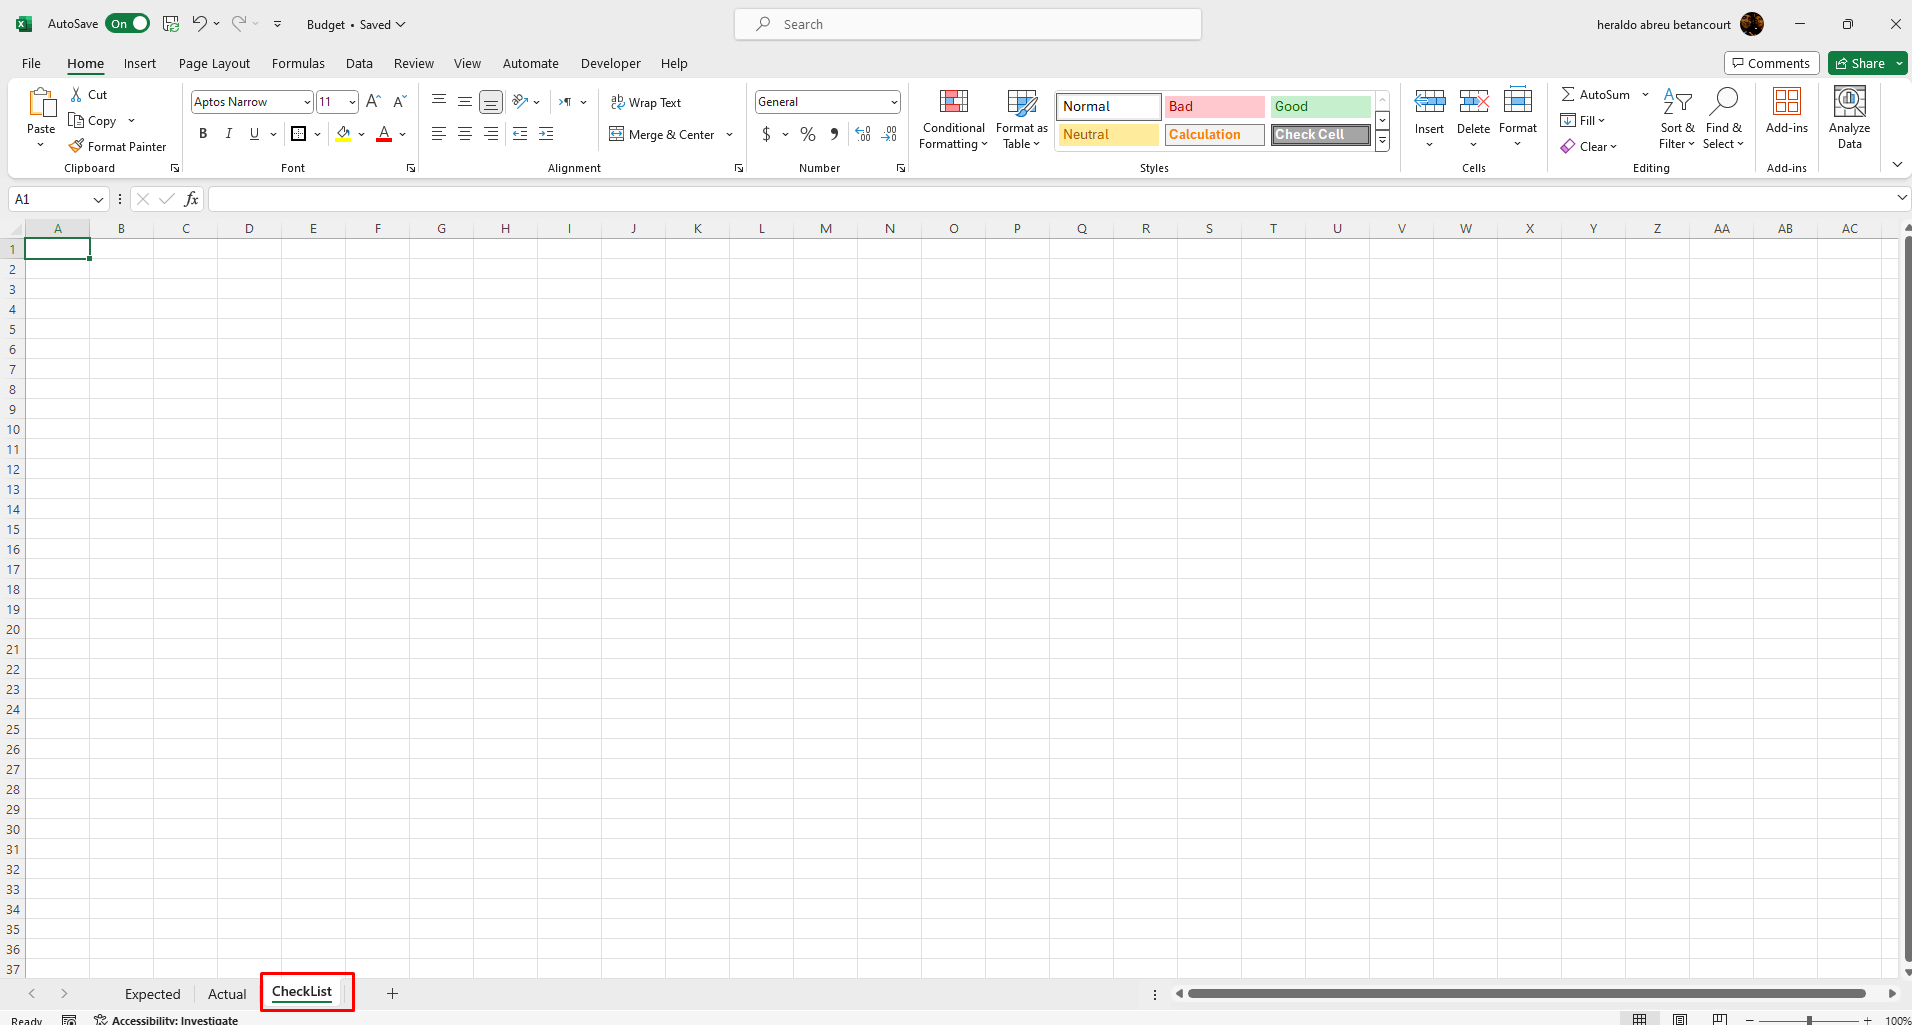 AutoSave On Budget • Saved Search heraldo abreu betancourt
File Home Insert Page Layout Formulas Data Review View Automate Developer Help Comments Share
Paste
Cut
Copy
Format Painter
Clipboard
Aptos Narrow 11
B I U A
Font
Wrap Text
Merge & Center
Alignment
General
$ % ,
Number
Conditional Formatting
Format as Table
Normal Bad Good
Neutral Calculation Check Cell
Styles
Insert Delete Format
Cells
AutoSum
Fill
Clear
Sort & Filter
Find & Select
Editing
Add-ins
Add-ins
Analyze Data
A1 fx
A B C D E F G H I J K L M N O P Q R S T U V W X Y Z AA AB AC
1
2
3
4
5
6
7
8
9
10
11
12
13
14
15
16
17
18
19
20
21
22
23
24
25
26
27
28
29
30
31
32
33
34
35
36
37
Expected Actual CheckList
Ready Accessibility: Investigate 100%